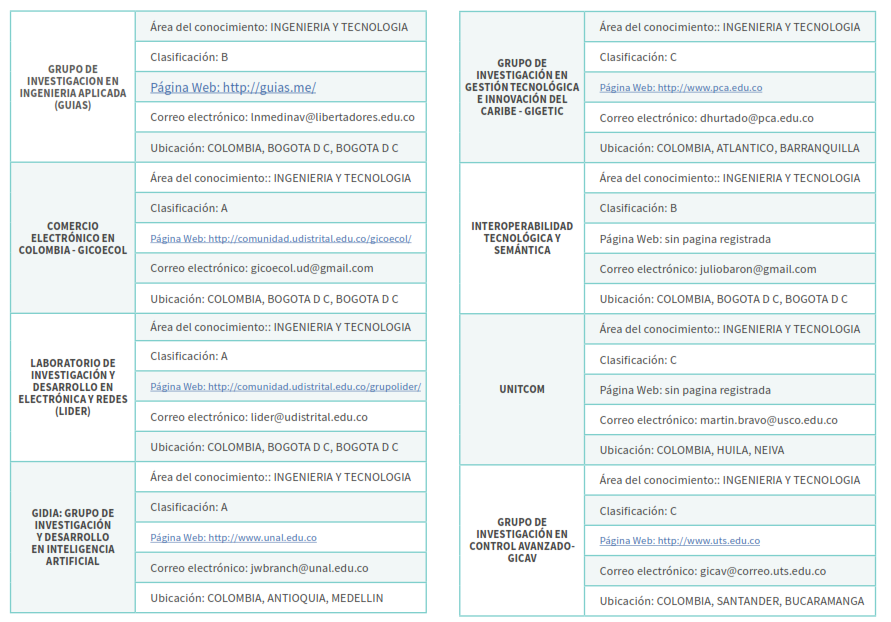 GRUPO DE
INVESTIGACION EN
INGENIERIA APLICADA
(GUIAS)
Área del conocimiento: INGENIERIA Y TECNOLOGIA
Clasificación: B
Página Web: http://guias.me/
Correo electrónico: lnmedinav@libertadores.edu.co
Ubicación: COLOMBIA, BOGOTA D C, BOGOTA D C
COMERCIO
ELECTRÓNICO EN
COLOMBIA - GICOECOL
Área del conocimiento:: INGENIERIA Y TECNOLOGIA
Clasificación: A
Página Web: http://comunidad.udistrital.edu.co/gicoecol/
Correo electrónico: gicoecol.ud@gmail.com
Ubicación: COLOMBIA, BOGOTA D C, BOGOTA D C
LABORATORIO DE
INVESTIGACIÓN Y
DESARROLLO EN
ELECTRÓNICA Y REDES
(LIDER)
Área del conocimiento:: INGENIERIA Y TECNOLOGIA
Clasificación: A
Página Web: http://comunidad.udistrital.edu.co/grupolider/
Correo electrónico: lider@udistrital.edu.co
Ubicación: COLOMBIA, BOGOTA D C, BOGOTA D C
GIDIA: GRUPO DE
INVESTIGACIÓN
Y DESARROLLO
EN INTELIGENCIA
ARTIFICIAL
Área del conocimiento:: INGENIERIA Y TECNOLOGIA
Clasificación: A
Página Web: http://www.unal.edu.co
Correo electrónico: jwbranch@unal.edu.co
Ubicación: COLOMBIA, ANTIOQUIA, MEDELLIN
GRUPO DE
INVESTIGACIÓN EN
GESTIÓN TECNOLÓGICA
E INNOVACIÓN DEL
CARIBE - GIGETIC
Área del conocimiento:: INGENIERIA Y TECNOLOGIA
Clasificación: C
Página Web: http://www.pca.edu.co
Correo electrónico: dhurtado@pca.edu.co
Ubicación: COLOMBIA, ATLANTICO, BARRANQUILLA
INTEROPERABILIDAD
TECNOLÓGICA Y
SEMÁNTICA
Área del conocimiento:: INGENIERIA Y TECNOLOGIA
Clasificación: B
Página Web: sin pagina registrada
Correo electrónico: juliobaron@gmail.com
Ubicación: COLOMBIA, BOGOTA D C, BOGOTA D C
UNITCOM
Área del conocimiento:: INGENIERIA Y TECNOLOGIA
Clasificación: C
Página Web: sin pagina registrada
Correo electrónico: martin.bravo@usco.edu.co
Ubicación: COLOMBIA, HUILA, NEIVA
GRUPO DE
INVESTIGACIÓN EN
CONTROL AVANZADO-
GICAV
Área del conocimiento:: INGENIERIA Y TECNOLOGIA
Clasificación: C
Página Web: http://www.uts.edu.co
Correo electrónico: gicav@correo.uts.edu.co
Ubicación: COLOMBIA, SANTANDER, BUCARAMANGA